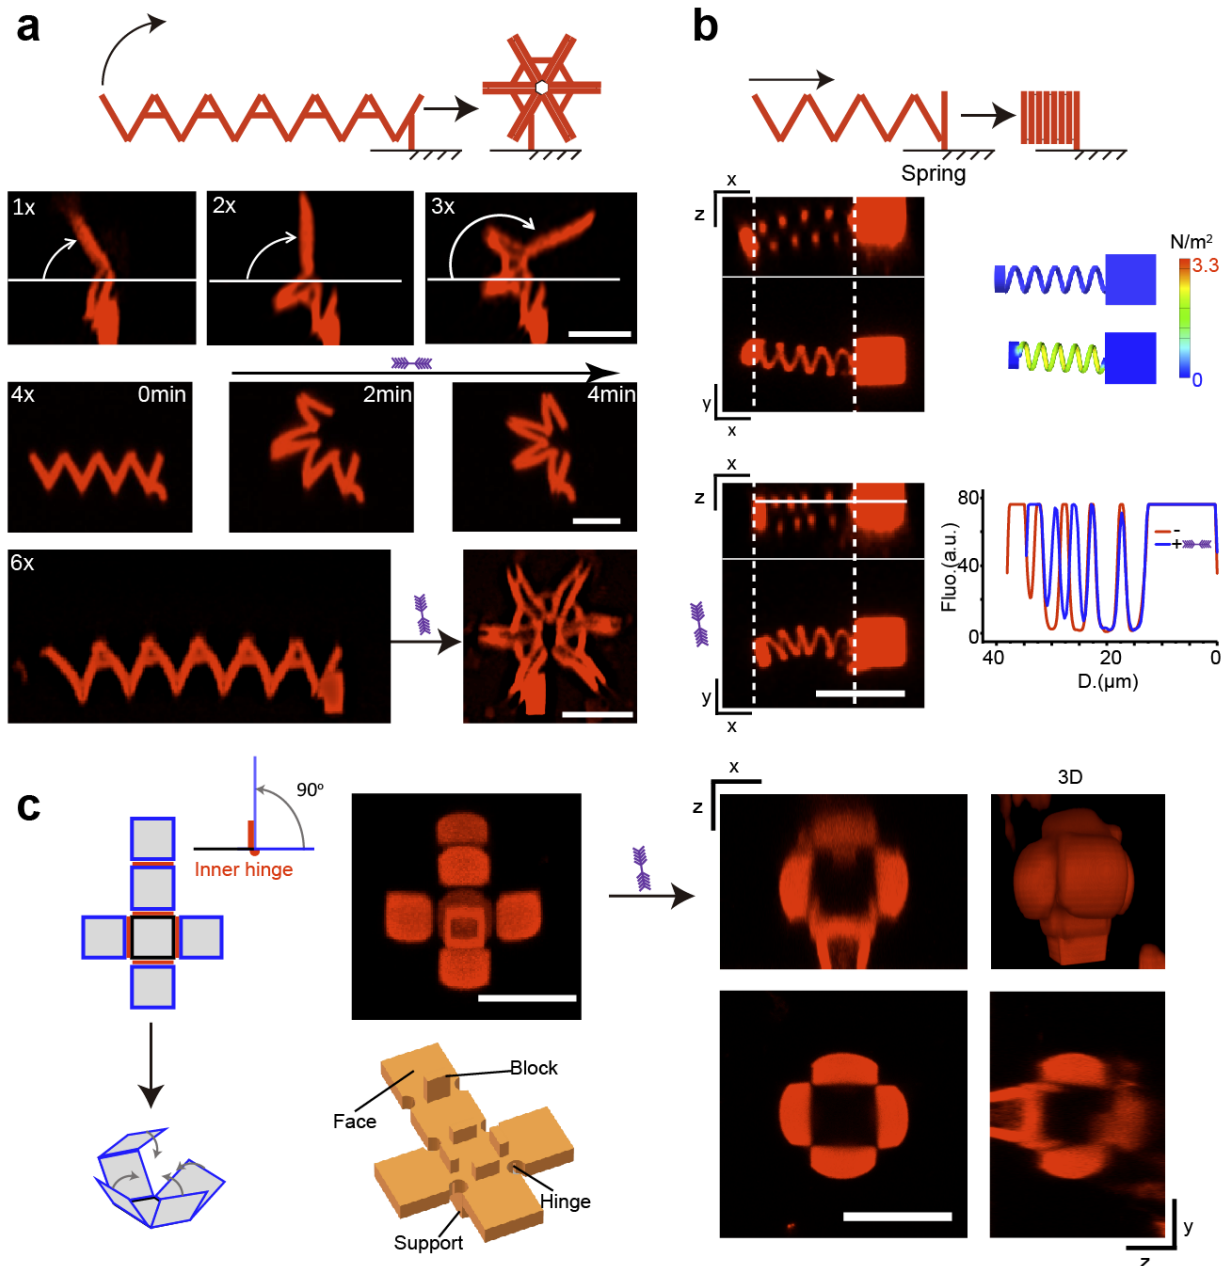 a
b
Spring
1x
2x
3x
x
z
y
x
N/m²
3.3
0
4x
0min
2min
4min
x
z
y
x
80
40
0
Fluo.(a.u.)
-
+
40
20
0
D.(μm)
6x
c
90°
Inner hinge
x
z
3D
Block
Face
Hinge
Support
y
z